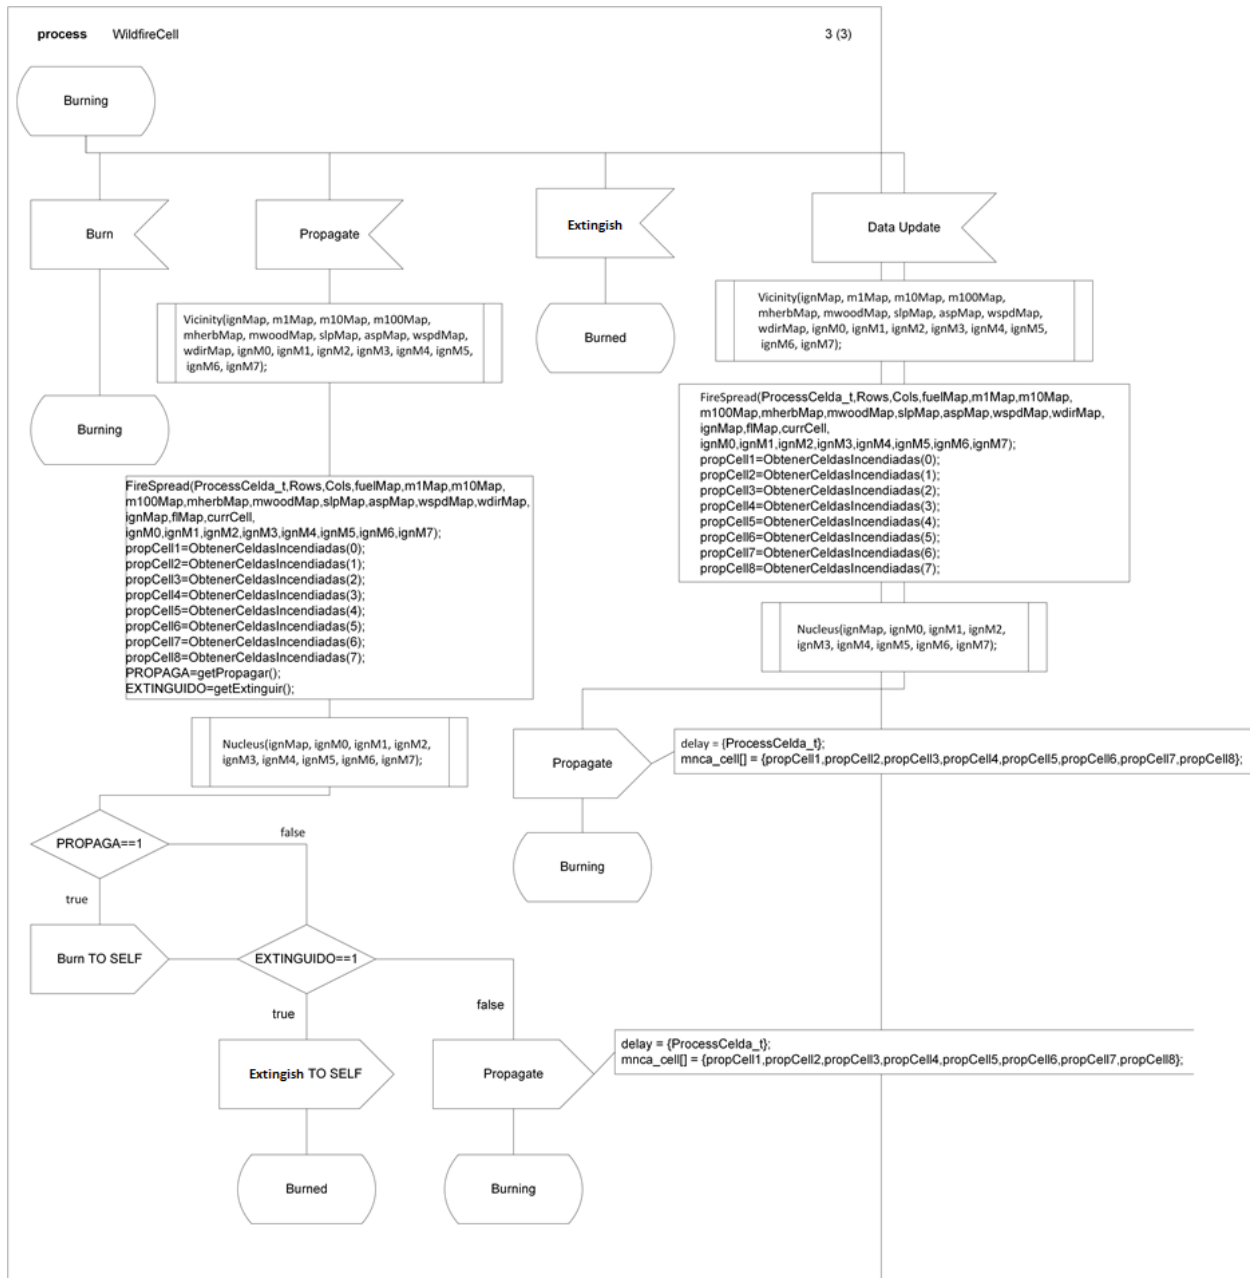 process WildfireCell 3 (3)
Burning
Burn
Propagate
Extingish
Data Update
Vicinity(ignMap, m1Map, m10Map, m100Map,
mherbMap, mwoodMap, slpMap, aspMap, wspdMap,
wdirMap, ignM0, ignM1, ignM2, ignM3, ignM4, ignM5,
ignM6, ignM7);
Burned
Vicinity(ignMap, m1Map, m10Map, m100Map,
mherbMap, mwoodMap, slpMap, aspMap, wspdMap,
wdirMap, ignM0, ignM1, ignM2, ignM3, ignM4, ignM5,
ignM6, ignM7);
Burning
FireSpread(ProcessCelda_t,Rows,Cols,fuelMap,m1Map,m10Map,
m100Map,mherbMap,mwoodMap,slpMap,aspMap,wspdMap,wdirMap,
ignMap,flMap,currCell,
ignM0,ignM1,ignM2,ignM3,ignM4,ignM5,ignM6,ignM7);
propCell1=ObtenerCeldasIncendiadas(0);
propCell2=ObtenerCeldasIncendiadas(1);
propCell3=ObtenerCeldasIncendiadas(2);
propCell4=ObtenerCeldasIncendiadas(3);
propCell5=ObtenerCeldasIncendiadas(4);
propCell6=ObtenerCeldasIncendiadas(5);
propCell7=ObtenerCeldasIncendiadas(6);
propCell8=ObtenerCeldasIncendiadas(7);
FireSpread(ProcessCelda_t,Rows,Cols,fuelMap,m1Map,m10Map,
m100Map,mherbMap,mwoodMap,slpMap,aspMap,wspdMap,wdirMap,
ignMap,flMap,currCell,
ignM0,ignM1,ignM2,ignM3,ignM4,ignM5,ignM6,ignM7);
propCell1=ObtenerCeldasIncendiadas(0);
propCell2=ObtenerCeldasIncendiadas(1);
propCell3=ObtenerCeldasIncendiadas(2);
propCell4=ObtenerCeldasIncendiadas(3);
propCell5=ObtenerCeldasIncendiadas(4);
propCell6=ObtenerCeldasIncendiadas(5);
propCell7=ObtenerCeldasIncendiadas(6);
propCell8=ObtenerCeldasIncendiadas(7);
PROPAGA=getPropagar();
EXTINGUIDO=getExtinguir();
Nucleus(ignMap, ignM0, ignM1, ignM2,
ignM3, ignM4, ignM5, ignM6, ignM7);
Nucleus(ignMap, ignM0, ignM1, ignM2,
ignM3, ignM4, ignM5, ignM6, ignM7);
Propagate
delay = {ProcessCelda_t};
mnca_cell[] = {propCell1,propCell2,propCell3,propCell4,propCell5,propCell6,propCell7,propCell8};
Burning
PROPAGA==1
false
true
Burn TO SELF
EXTINGUIDO==1
true
false
Extingish TO SELF
Propagate
delay = {ProcessCelda_t};
mnca_cell[] = {propCell1,propCell2,propCell3,propCell4,propCell5,propCell6,propCell7,propCell8};
Burned
Burning